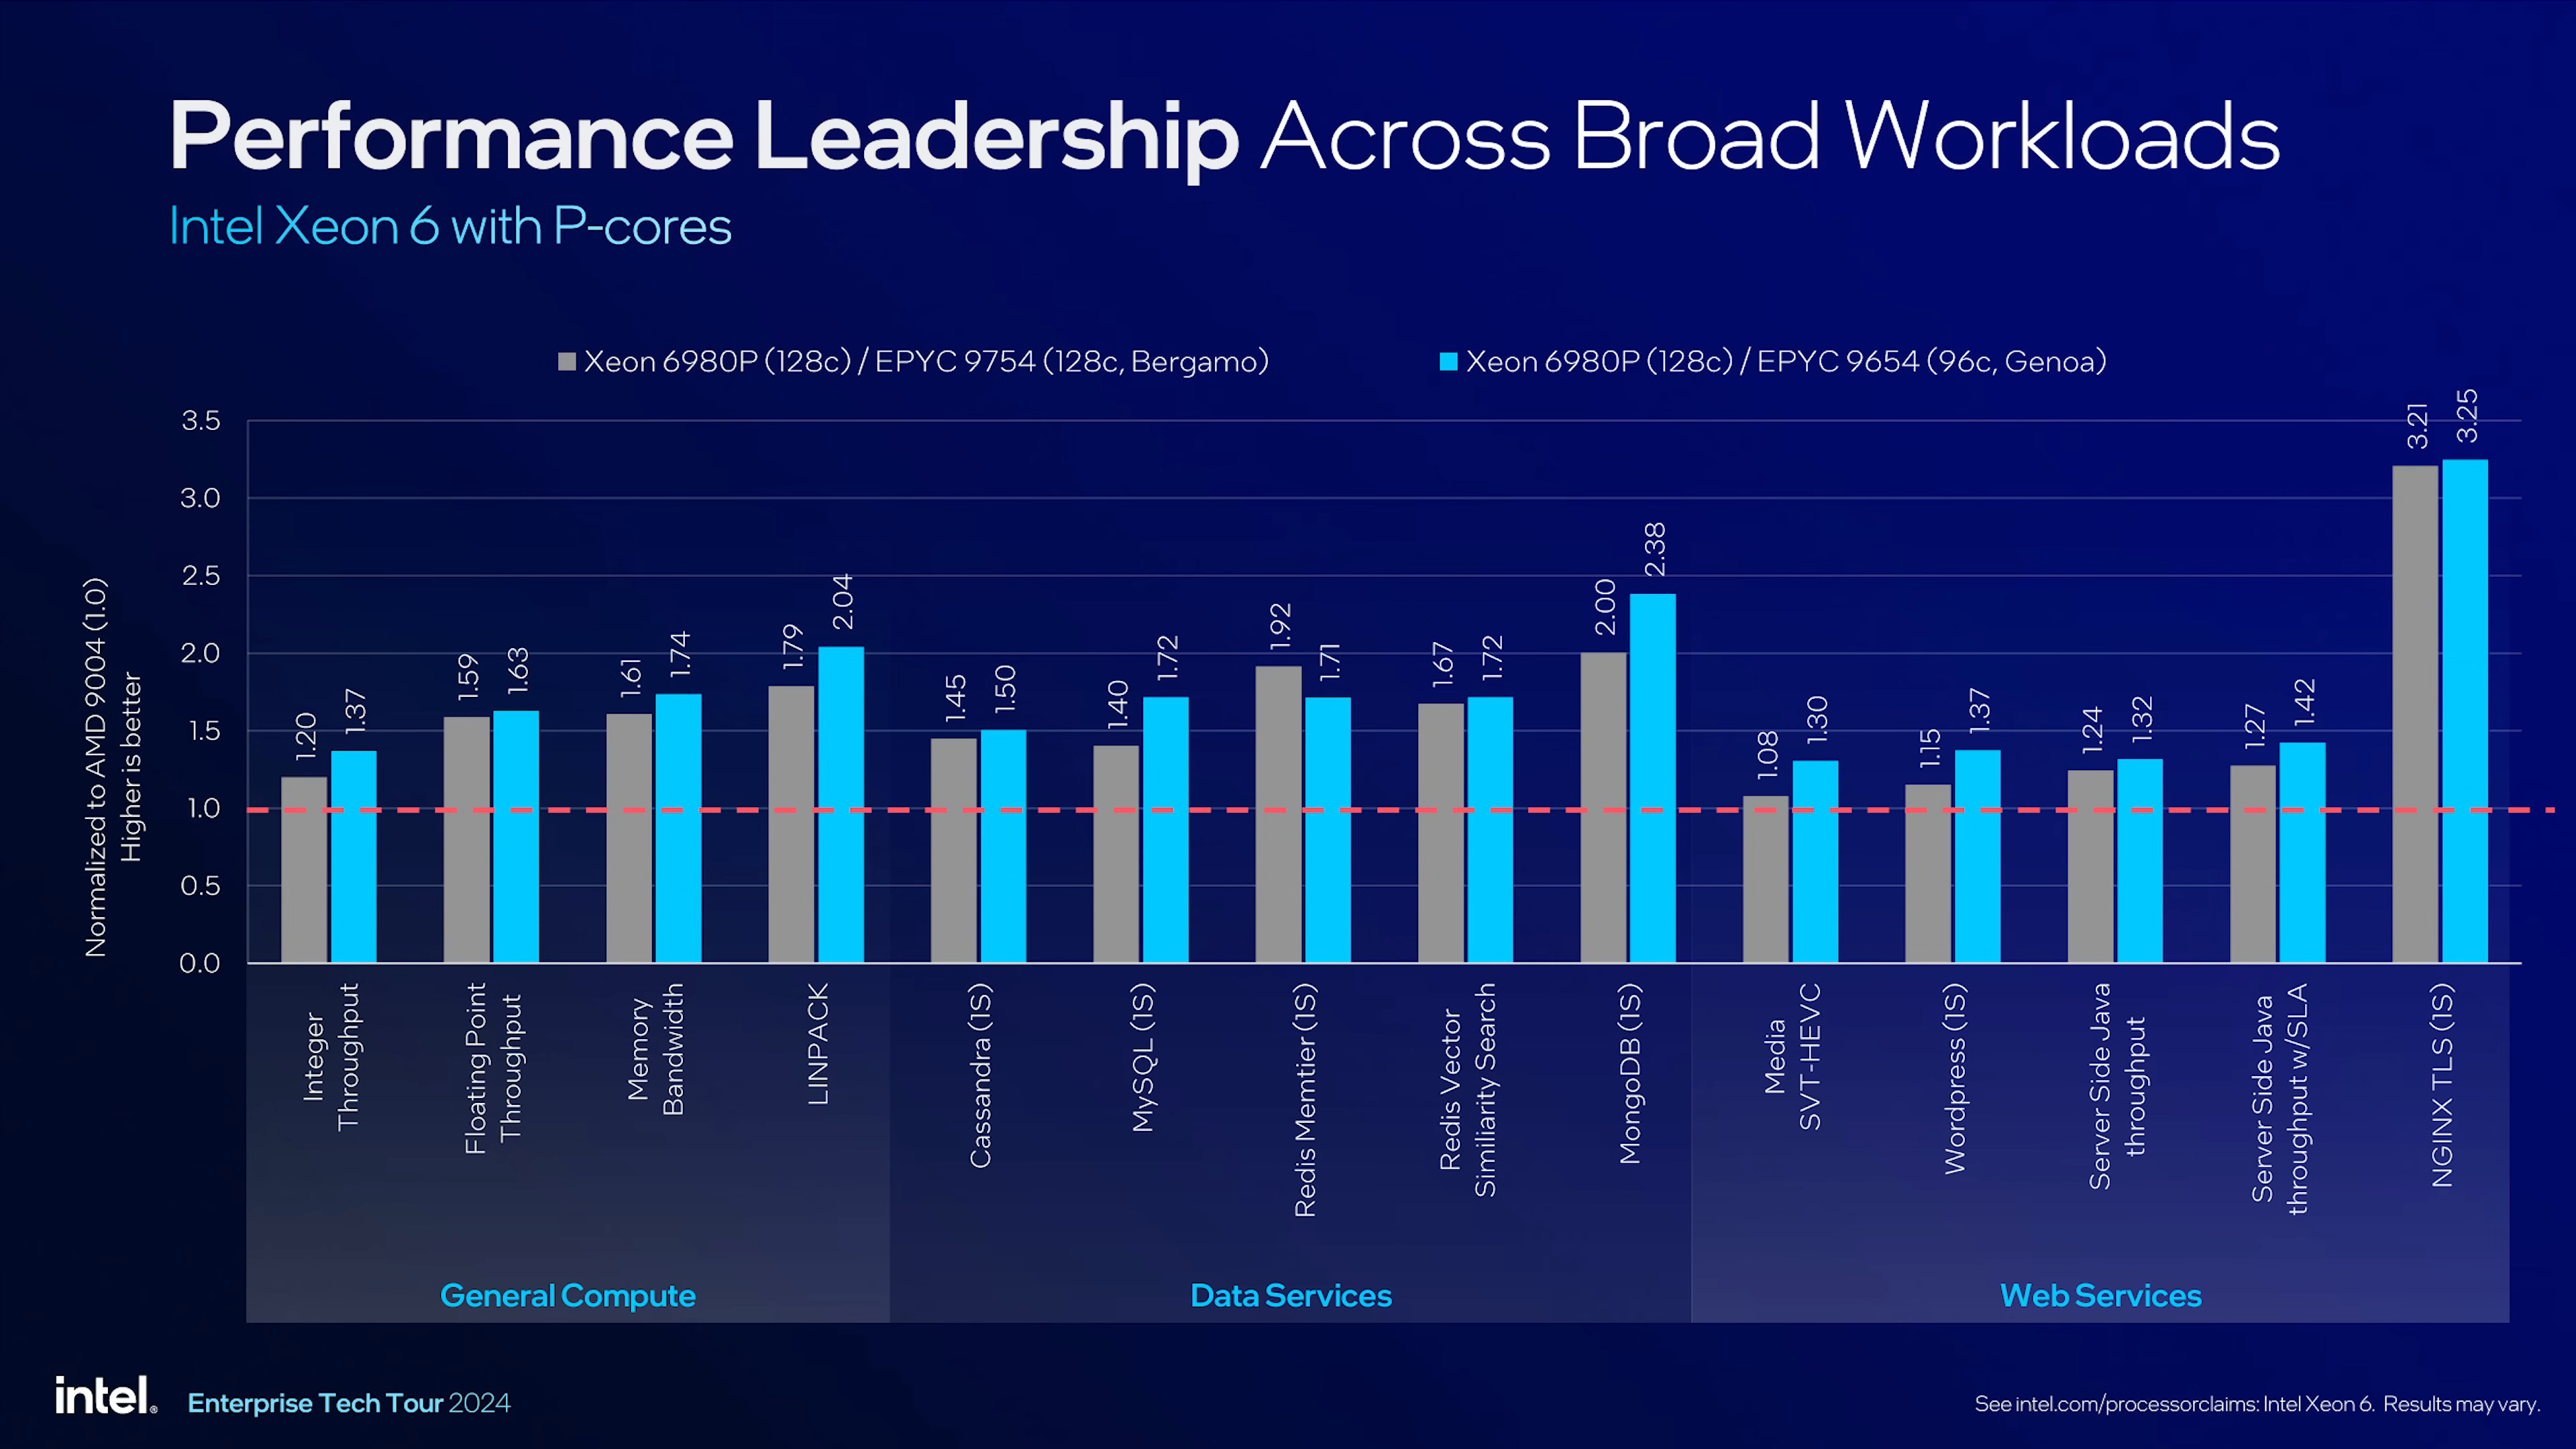 Performance Leadership Across Broad Workloads
Intel Xeon 6 with P-cores
Xeon 6980P (128c) / EPYC 9754 (128c, Bergamo)
Xeon 6980P (128c) / EPYC 9654 (96c, Genoa)
Normalized to AMD 9004 (1.0)
Higher is better
3.5
3.0
2.5
2.0
1.5
1.0
0.5
0.0
1.20
1.37
1.59
1.63
1.61
1.74
1.79
2.04
1.45
1.50
1.40
1.72
1.92
1.71
1.67
1.72
2.00
2.38
1.08
1.30
1.15
1.37
1.24
1.32
1.27
1.42
3.21
3.25
Integer
Throughput
Floating Point
Throughput
Memory
Bandwidth
LINPACK
Cassandra (1S)
MySQL (1S)
Redis Memtier (1S)
Redis Vector
Similiarity Search
MongoDB (1S)
Media
SVT-HEVC
Wordpress (1S)
Server Side Java
throughput
Server Side Java
throughput w/SLA
NGINX TLS (1S)
General Compute
Data Services
Web Services
intel.
Enterprise Tech Tour 2024
See intel.com/processorclaims: Intel Xeon 6. Results may vary.